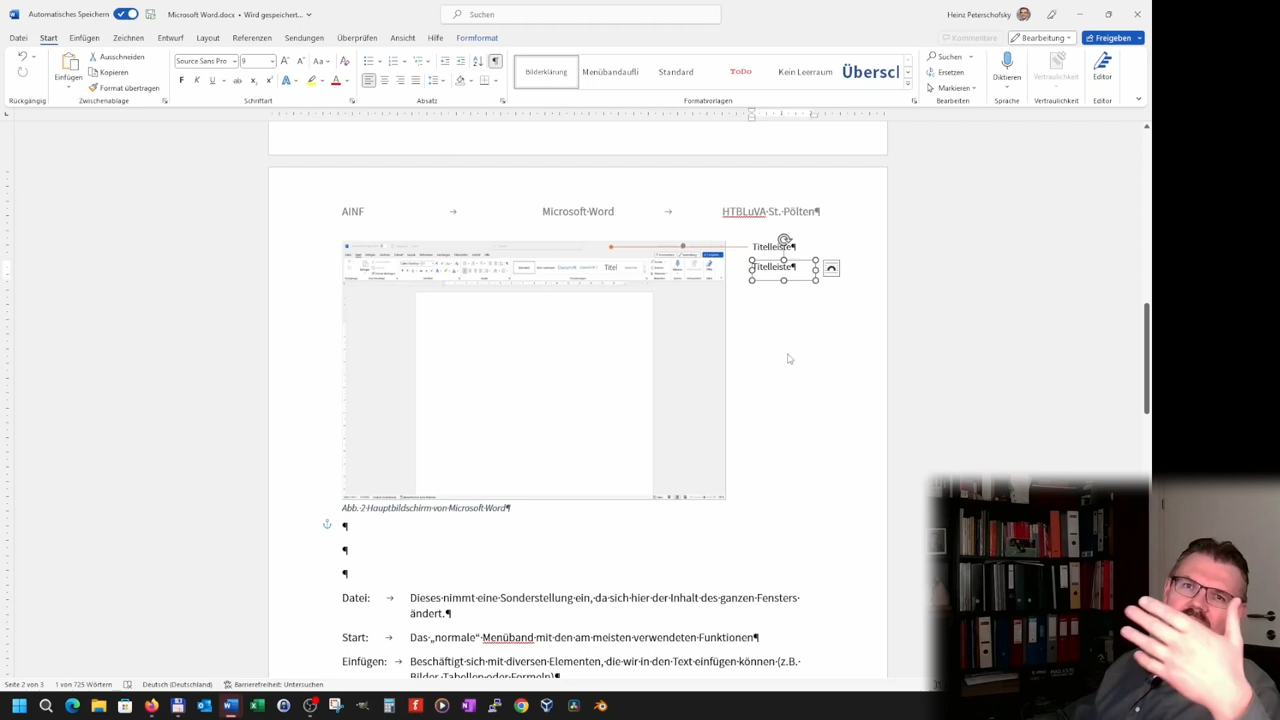 Automatisches Speichern
Microsoft Word.docx • Wird gespeichert...
Suchen
Heinz Peterschofsky
Datei Start Einfügen Zeichnen Entwurf Layout Referenzen Sendungen Überprüfen Ansicht Hilfe Formformat
Kommentare Bearbeitung Freigeben
Einfügen
Ausschneiden
Kopieren
Format übertragen
Source Sans Pro 9
F K U ab
Bilderklärung Menübandaufli Standard ToDo Kein Leerraum Überscl
Suchen
Ersetzen
Markieren
Diktieren
Vertraulichkeit
Editor
Rückgängig Zwischenablage Schriftart Absatz Formatvorlagen Bearbeiten Sprache Vertraulichkeit Editor
AINF → Microsoft·Word → HTBLuVA·St.·Pölten¶
Titelleiste¶
Titelleiste¶
Titel
Abb.·2·Hauptbildschirm·von·Microsoft·Word¶
¶
¶
¶
Datei: → Dieses·nimmt·eine·Sonderstellung·ein,·da·sich·hier·der·Inhalt·des·ganzen·Fensters·
ändert.¶
Start: → Das·„normale“·Menüband·mit·den·am·meisten·verwendeten·Funktionen¶
Einfügen: → Beschäftigt·sich·mit·diversen·Elementen,·die·wir·in·den·Text·einfügen·können·(z.B.·
Bilder,·Tabellen·oder·Formeln)¶
Seite 2 von 3 1 von 725 Wörtern Deutsch (Deutschland) Barrierefreiheit: Untersuchen